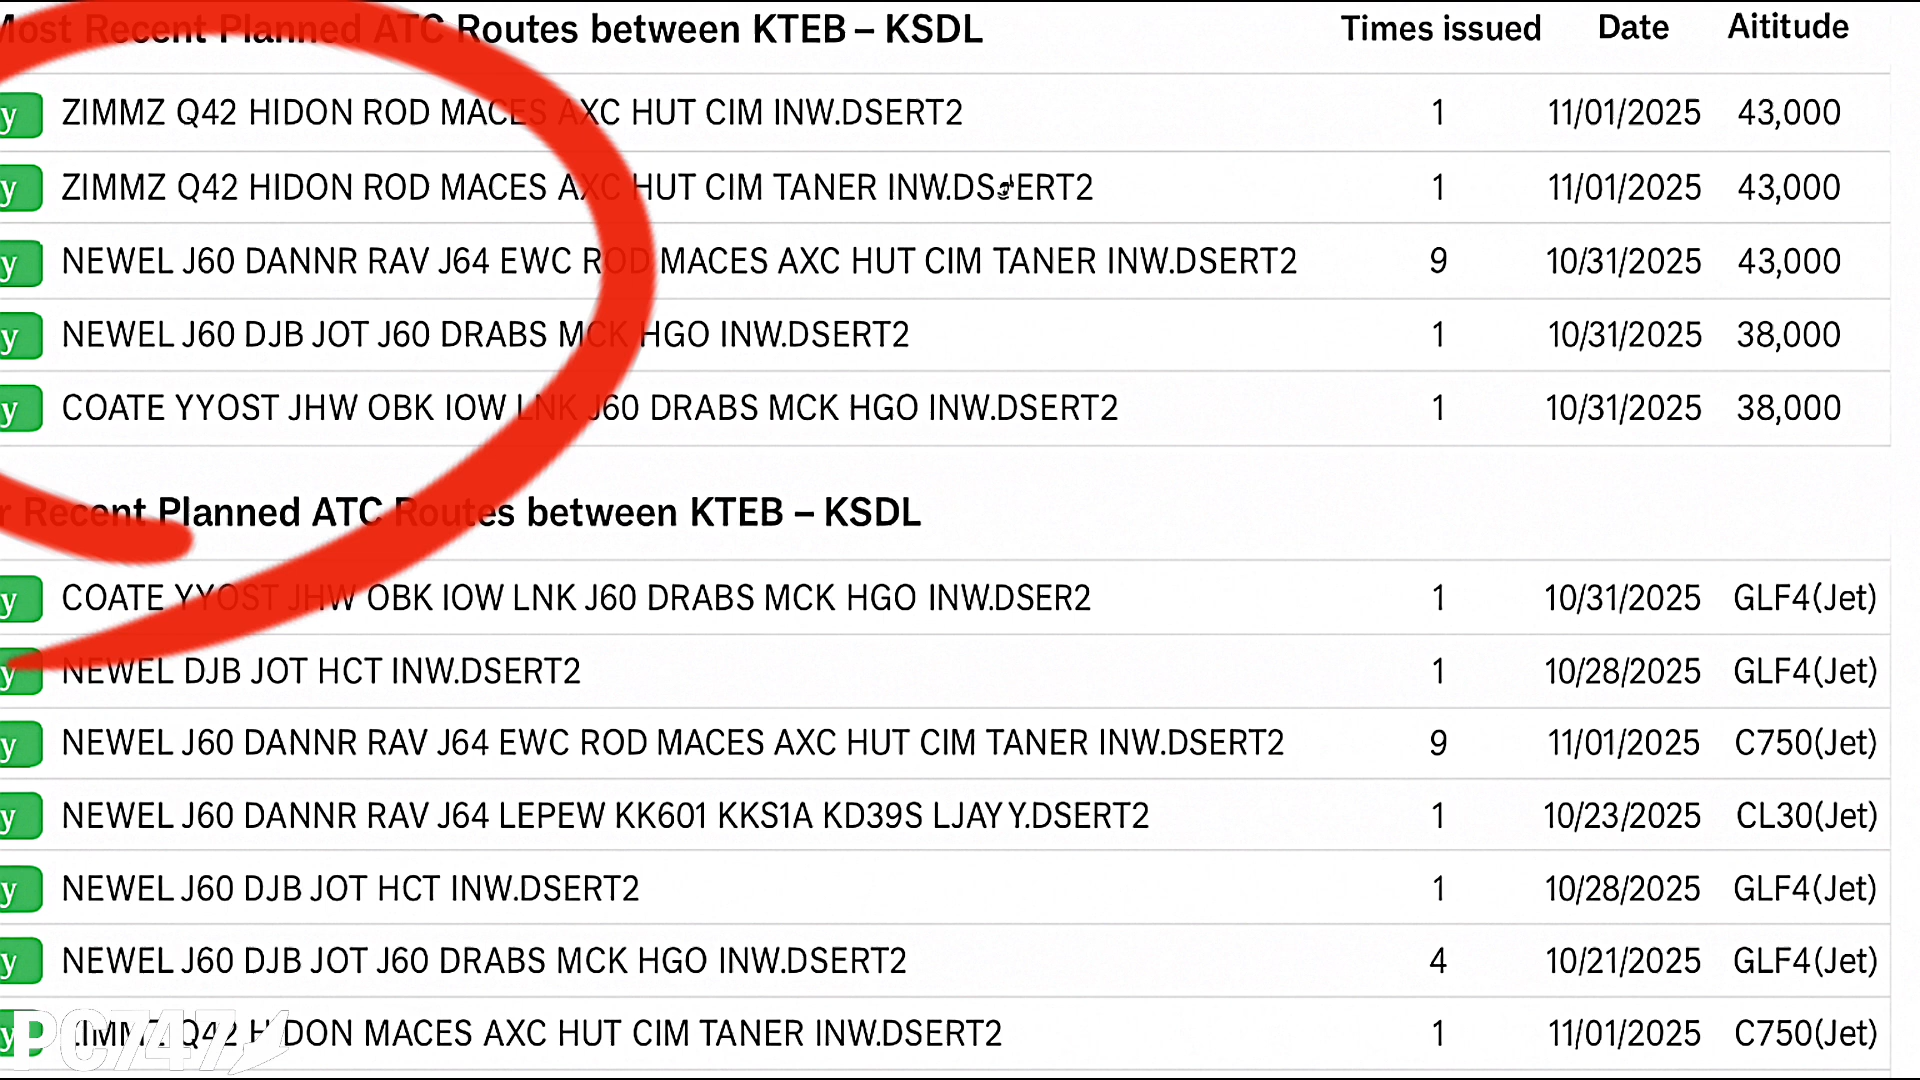 Most Recent Planned ATC Routes between KTEB – KSDL Times issued Date Aititude
y ZIMMZ Q42 HIDON ROD MACES AXC HUT CIM INW.DSERT2 1 11/01/2025 43,000
y ZIMMZ Q42 HIDON ROD MACES AXC HUT CIM TANER INW. 1 11/01/2025 43,000
y NEWEL J60 DANNR RAV J64 EWC ROD MACES AXC HUT CIM TANER INW.DSERT2 9 10/31/2025 43,000
y NEWEL J60 DJB JOT J60 DRABS MCK HGO INW.DSERT2 1 10/31/2025 38,000
y COATE YYOST JHW OBK IOW LNK J60 DRABS MCK HGO INW.DSERT2 1 10/31/2025 38,000
r Recent Planned ATC Routes between KTEB – KSDL
y COATE YYOST JHW OBK IOW LNK J60 DRABS MCK HGO INW.DSER2 1 10/31/2025 GLF4(Jet)
y NEWEL DJB JOT HCT INW.DSERT2 1 10/28/2025 GLF4(Jet)
y NEWEL J60 DANNR RAV J64 EWC ROD MACES AXC HUT CIM TANER INW.DSERT2 9 11/01/2025 C750(Jet)
y NEWEL J60 DANNR RAV J64 LEPEW KK601 KKS1A KD39S LJAYY.DSERT2 1 10/23/2025 CL30(Jet)
y NEWEL J60 DJB JOT HCT INW.DSERT2 1 10/28/2025 GLF4(Jet)
y NEWEL J60 DJB JOT J60 DRABS MCK HGO INW.DSERT2 4 10/21/2025 GLF4(Jet)
y ZIMMZ Q42 HIDON MACES AXC HUT CIM TANER INW.DSERT2 1 11/01/2025 C750(Jet)
PC747